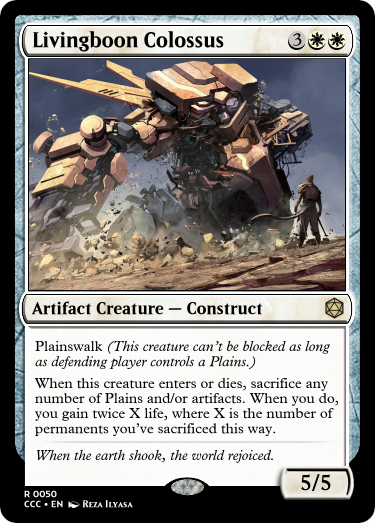 Livingboon Colossus 3
Artifact Creature — Construct
Plainswalk (This creature can't be blocked as long
as defending player controls a Plains.)
When this creature enters or dies, sacrifice any
number of Plains and/or artifacts. When you do,
you gain twice X life, where X is the number of
permanents you've sacrificed this way.
When the earth shook, the world rejoiced.
5/5
R 0050
CCC • EN Reza Ilyasa